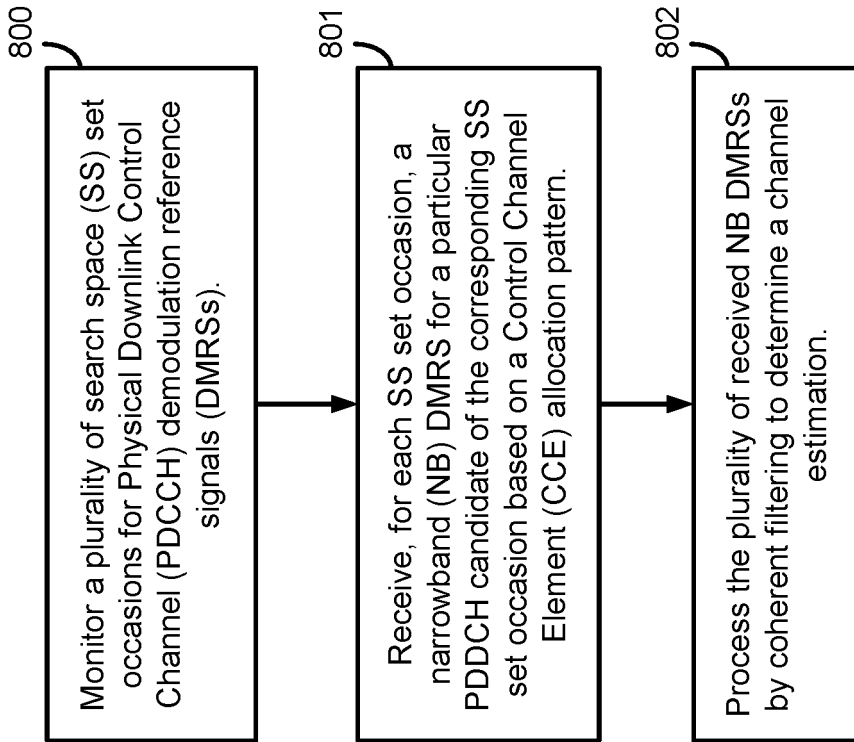 800
Monitor a plurality of search space (SS) set
occasions for Physical Downlink Control
Channel (PDCCH) demodulation reference
signals (DMRSs).
801
Receive, for each SS set occasion, a
narrowband (NB) DMRS for a particular
PDDCH candidate of the corresponding SS
set occasion based on a Control Channel
Element (CCE) allocation pattern.
802
Process the plurality of received NB DMRSs
by coherent filtering to determine a channel
estimation.